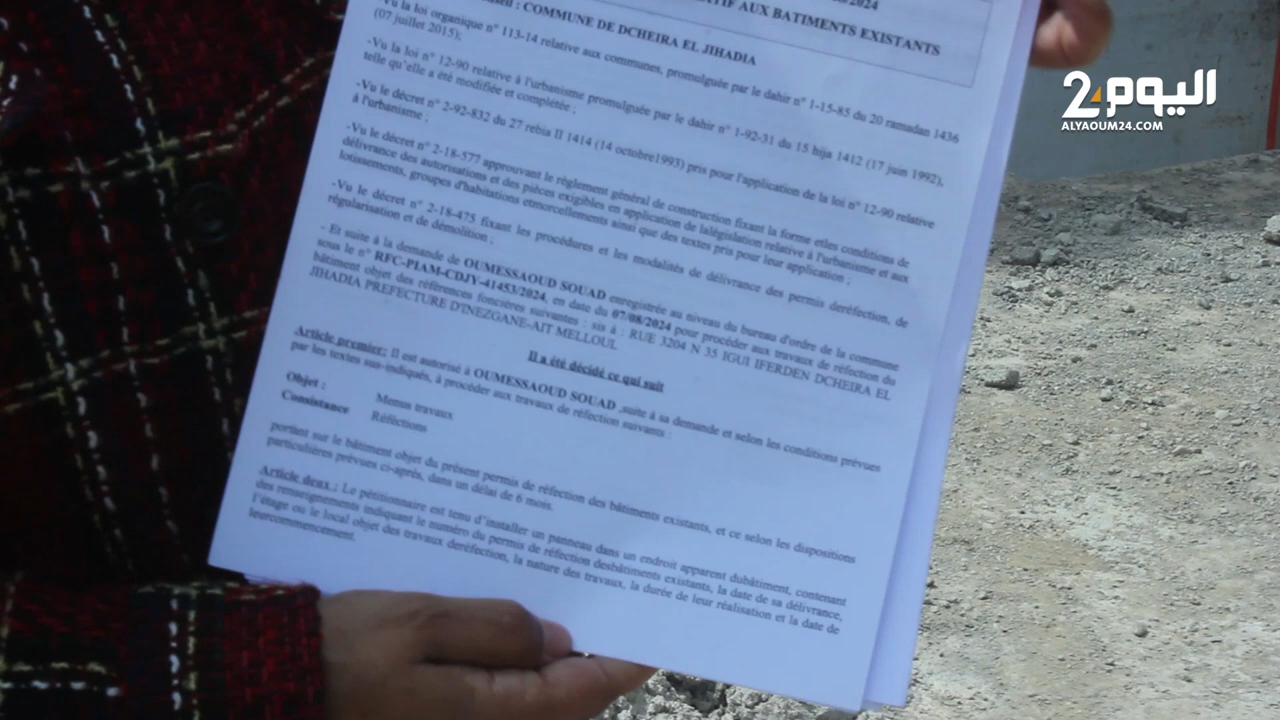 /2024
ATIF AUX BATIMENTS EXISTANTS
: COMMUNE DE DCHEIRA EL JIHADIA
-Vu la loi organique n° 113-14 relative aux communes, promulguée par le dahir n° 1-15-85 du 20 ramadan 1436
(07 juillet 2015);
-Vu la loi n° 12-90 relative à l'urbanisme promulguée par le dahir n° 1-92-31 du 15 hija 1412 (17 juin 1992),
telle qu'elle a été modifiée et complétée ;
-Vu le décret n° 2-92-832 du 27 rebia II 1414 (14 octobre1993) pris pour l'application de la loi n° 12-90 relative
à l'urbanisme ;
-Vu le décret n° 2-18-577 approuvant le règlement général de construction fixant la forme etles conditions de
délivrance des autorisations et des pièces exigibles en application de lalégislation relative à l'urbanisme et aux
lotissements, groupes d'habitations etmorcellements ainsi que des textes pris pour leur application ;
-Vu le décret n° 2-18-475 fixant les procédures et les modalités de délivrance des permis deréfection, de
régularisation et de démolition ;
- Et suite à la demande de OUMESSAOUD SOUAD enregistrée au niveau du bureau d'ordre de la commune
sous le n° RFC-PIAM-CDJY-41453/2024, en date du 07/08/2024 pour procéder aux travaux de réfection du
bâtiment objet des références foncières suivantes : sis à : RUE 3204 N 35 IGUI IFERDEN DCHEIRA EL
JIHADIA PREFECTURE D'INEZGANE-AIT MELLOUL
Il a été décidé ce qui suit
Article premier: Il est autorisé à OUMESSAOUD SOUAD ,suite à sa demande et selon les conditions prévues
par les textes sus-indiqués, à procéder aux travaux de réfection suivants :
Objet : Menus travaux
Consistance Réfections
portant sur le bâtiment objet du présent permis de réfection des bâtiments existants, et ce selon les dispositions
particulières prévues ci-après, dans un délai de 6 mois.
Article deux : Le pétitionnaire est tenu d'installer un panneau dans un endroit apparent dubâtiment, contenant
des renseignements indiquant le numéro du permis de réfection desbâtiments existants, la date de sa délivrance,
l'étage ou le local objet des travaux deréfection, la nature des travaux, la durée de leur réalisation et la date de
leurcommencement.
اليوم 24
ALYAOUM24.COM